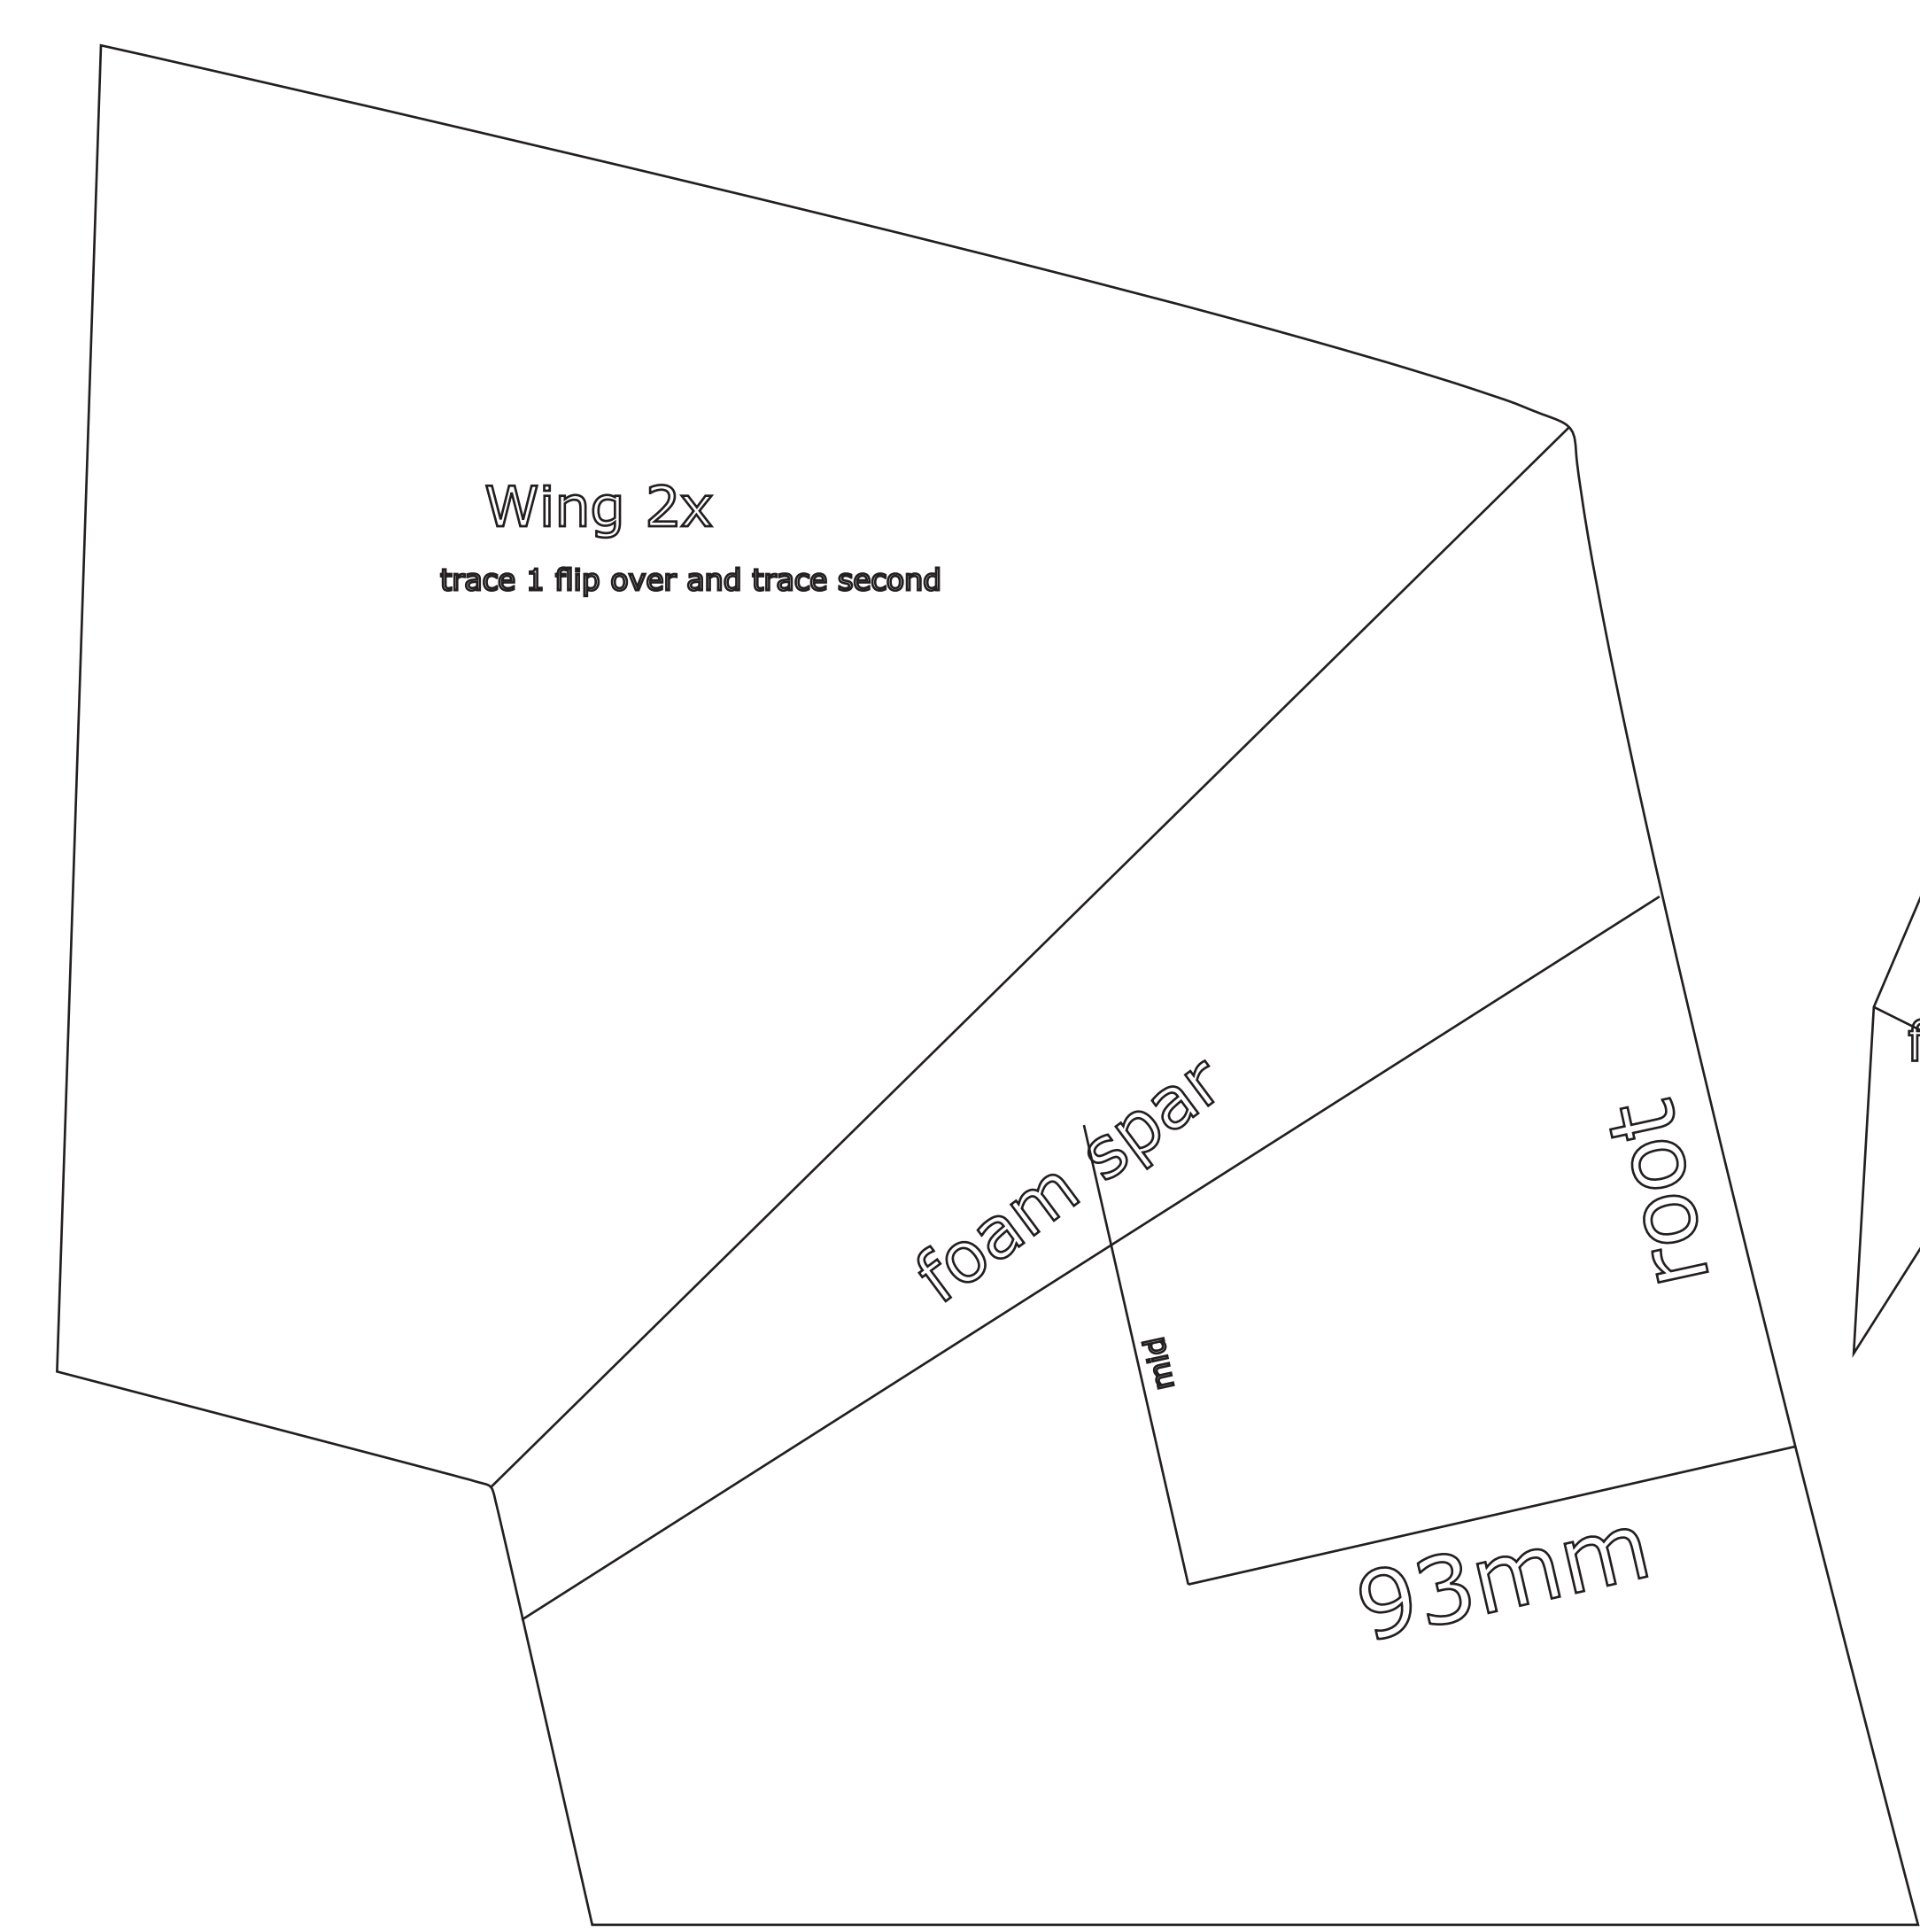 Wing 2x
trace 1 flip over and trace second
foam spar
root
mid
93mm